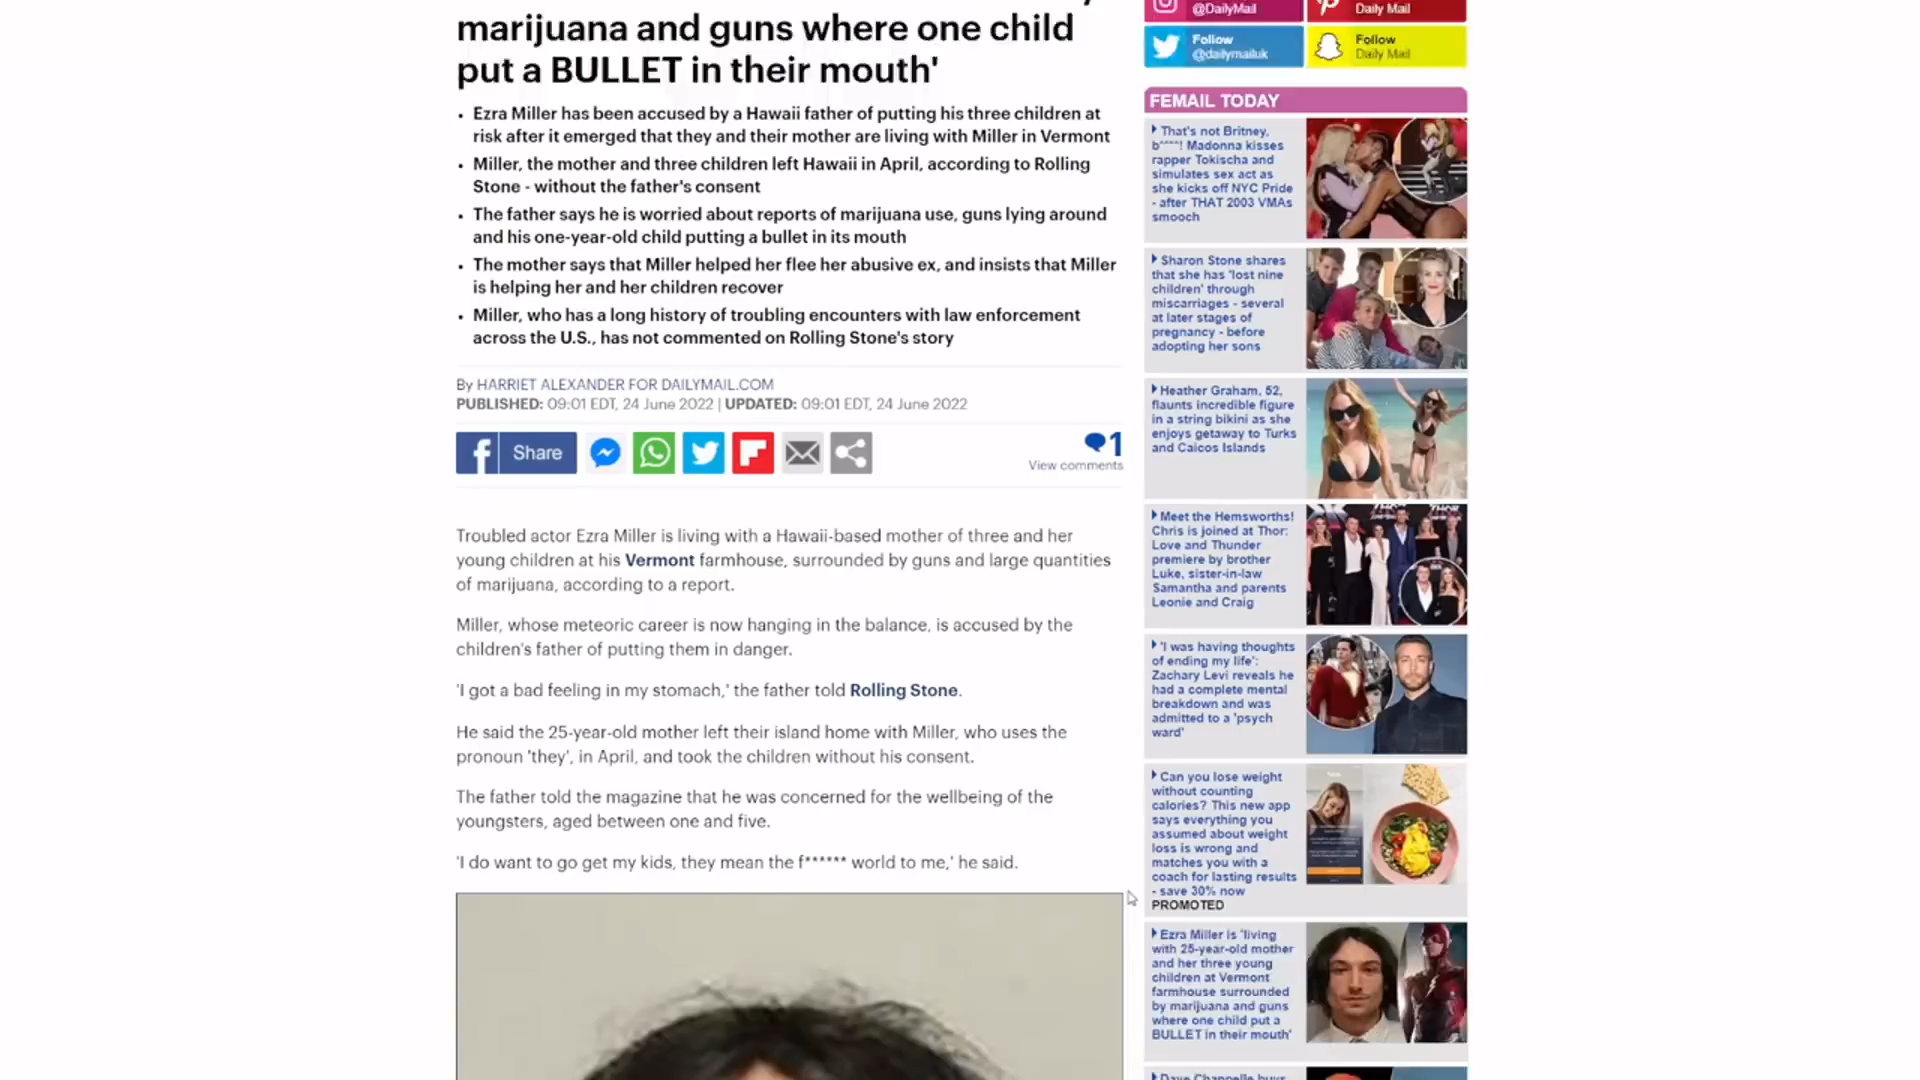 marijuana and guns where one child
put a BULLET in their mouth'
• Ezra Miller has been accused by a Hawaii father of putting his three children at
risk after it emerged that they and their mother are living with Miller in Vermont
• Miller, the mother and three children left Hawaii in April, according to Rolling
Stone - without the father's consent
• The father says he is worried about reports of marijuana use, guns lying around
and his one-year-old child putting a bullet in its mouth
• The mother says that Miller helped her flee her abusive ex, and insists that Miller
is helping her and her children recover
• Miller, who has a long history of troubling encounters with law enforcement
across the U.S., has not commented on Rolling Stone's story
By HARRIET ALEXANDER FOR DAILYMAIL.COM
PUBLISHED: 09:01 EDT, 24 June 2022 | UPDATED: 09:01 EDT, 24 June 2022
Share
1
View comments
Troubled actor Ezra Miller is living with a Hawaii-based mother of three and her
young children at his Vermont farmhouse, surrounded by guns and large quantities
of marijuana, according to a report.
Miller, whose meteoric career is now hanging in the balance, is accused by the
children's father of putting them in danger.
'I got a bad feeling in my stomach,' the father told Rolling Stone.
He said the 25-year-old mother left their island home with Miller, who uses the
pronoun 'they', in April, and took the children without his consent.
The father told the magazine that he was concerned for the wellbeing of the
youngsters, aged between one and five.
'I do want to go get my kids, they mean the f****** world to me,' he said.
@DailyMail
Daily Mail
Follow
@dailymailuk
Follow
Daily Mail
FEMAIL TODAY
That's not Britney,
b****! Madonna kisses
rapper Tokischa and
simulates sex act as
she kicks off NYC Pride
- after THAT 2003 VMAs
smooch
Sharon Stone shares
that she has 'lost nine
children' through
miscarriages - several
at later stages of
pregnancy - before
adopting her sons
Heather Graham, 52,
flaunts incredible figure
in a string bikini as she
enjoys getaway to Turks
and Caicos Islands
Meet the Hemsworths!
Chris is joined at Thor:
Love and Thunder
premiere by brother
Luke, sister-in-law
Samantha and parents
Leonie and Craig
'I was having thoughts
of ending my life':
Zachary Levi reveals he
had a complete mental
breakdown and was
admitted to a 'psych
ward'
Can you lose weight
without counting
calories? This new app
says everything you
assumed about weight
loss is wrong and
matches you with a
coach for lasting results
- save 30% now
PROMOTED
Ezra Miller is 'living
with 25-year-old mother
and her three young
children at Vermont
farmhouse surrounded
by marijuana and guns
where one child put a
BULLET in their mouth'
Dave Chappelle buys